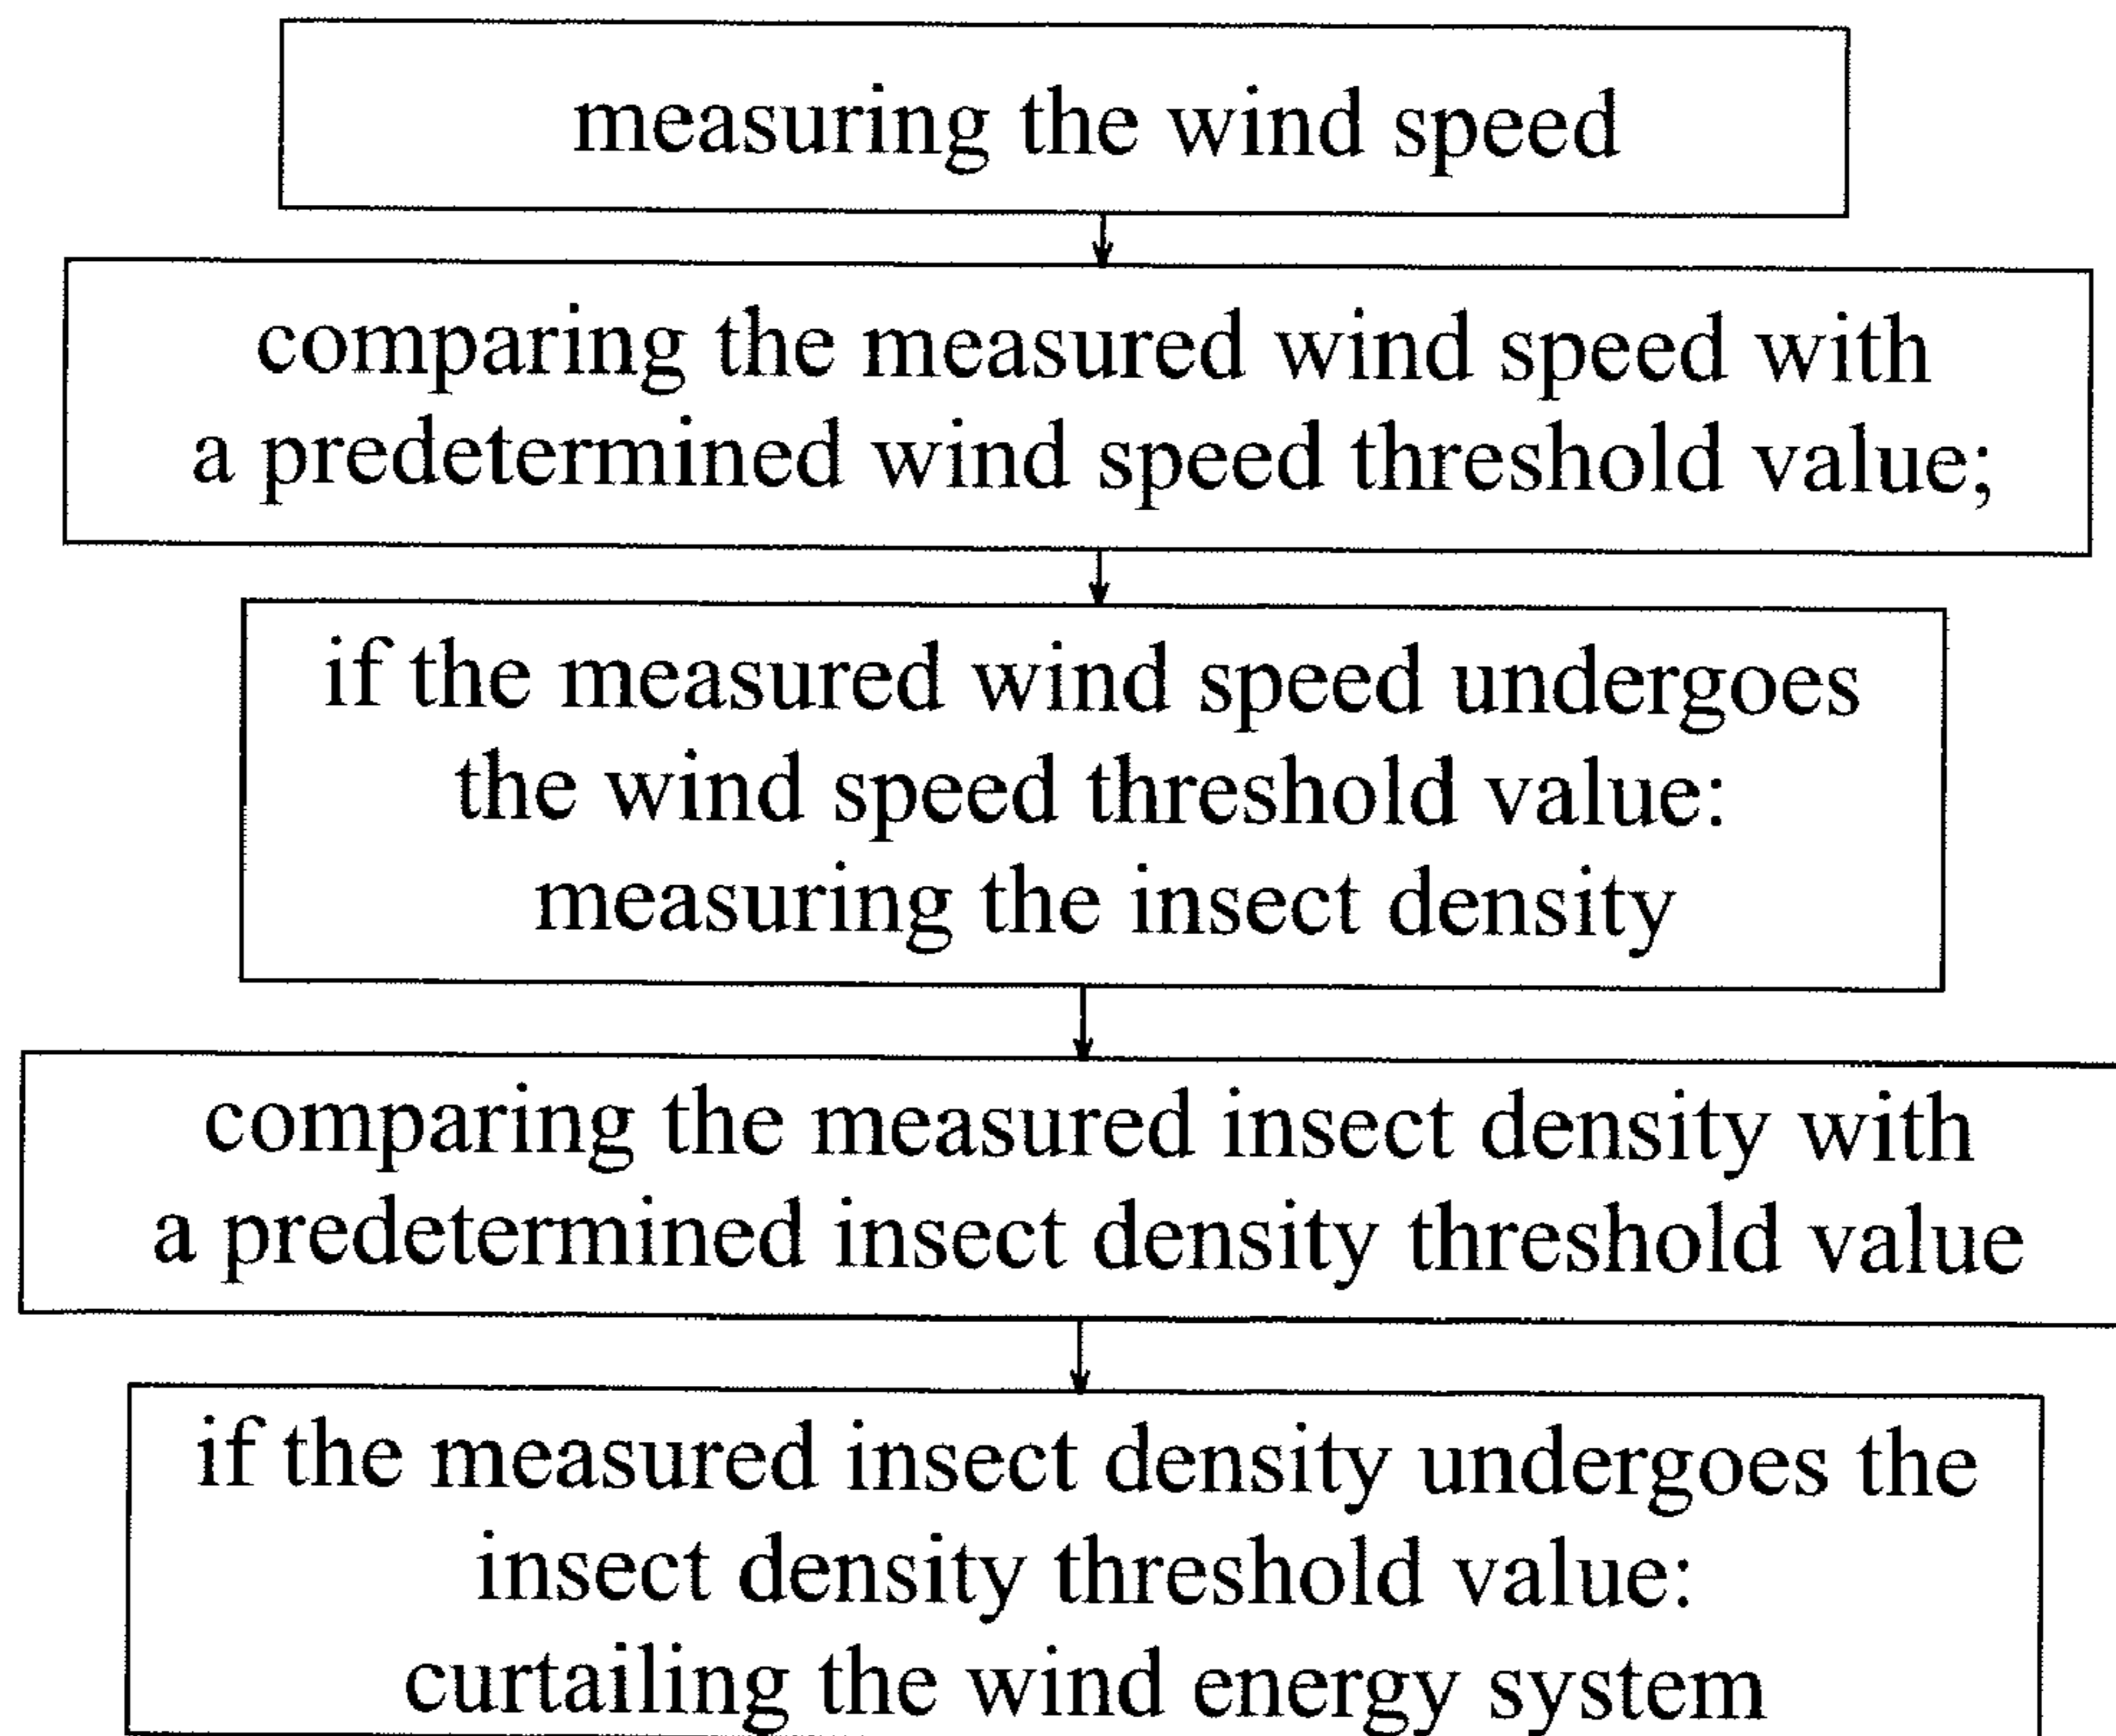 measuring the wind speed
comparing the measured wind speed with
a predetermined wind speed threshold value;
if the measured wind speed undergoes
the wind speed threshold value:
measuring the insect density
comparing the measured insect density with
a predetermined insect density threshold value
if the measured insect density undergoes the
insect density threshold value:
curtailing the wind energy system